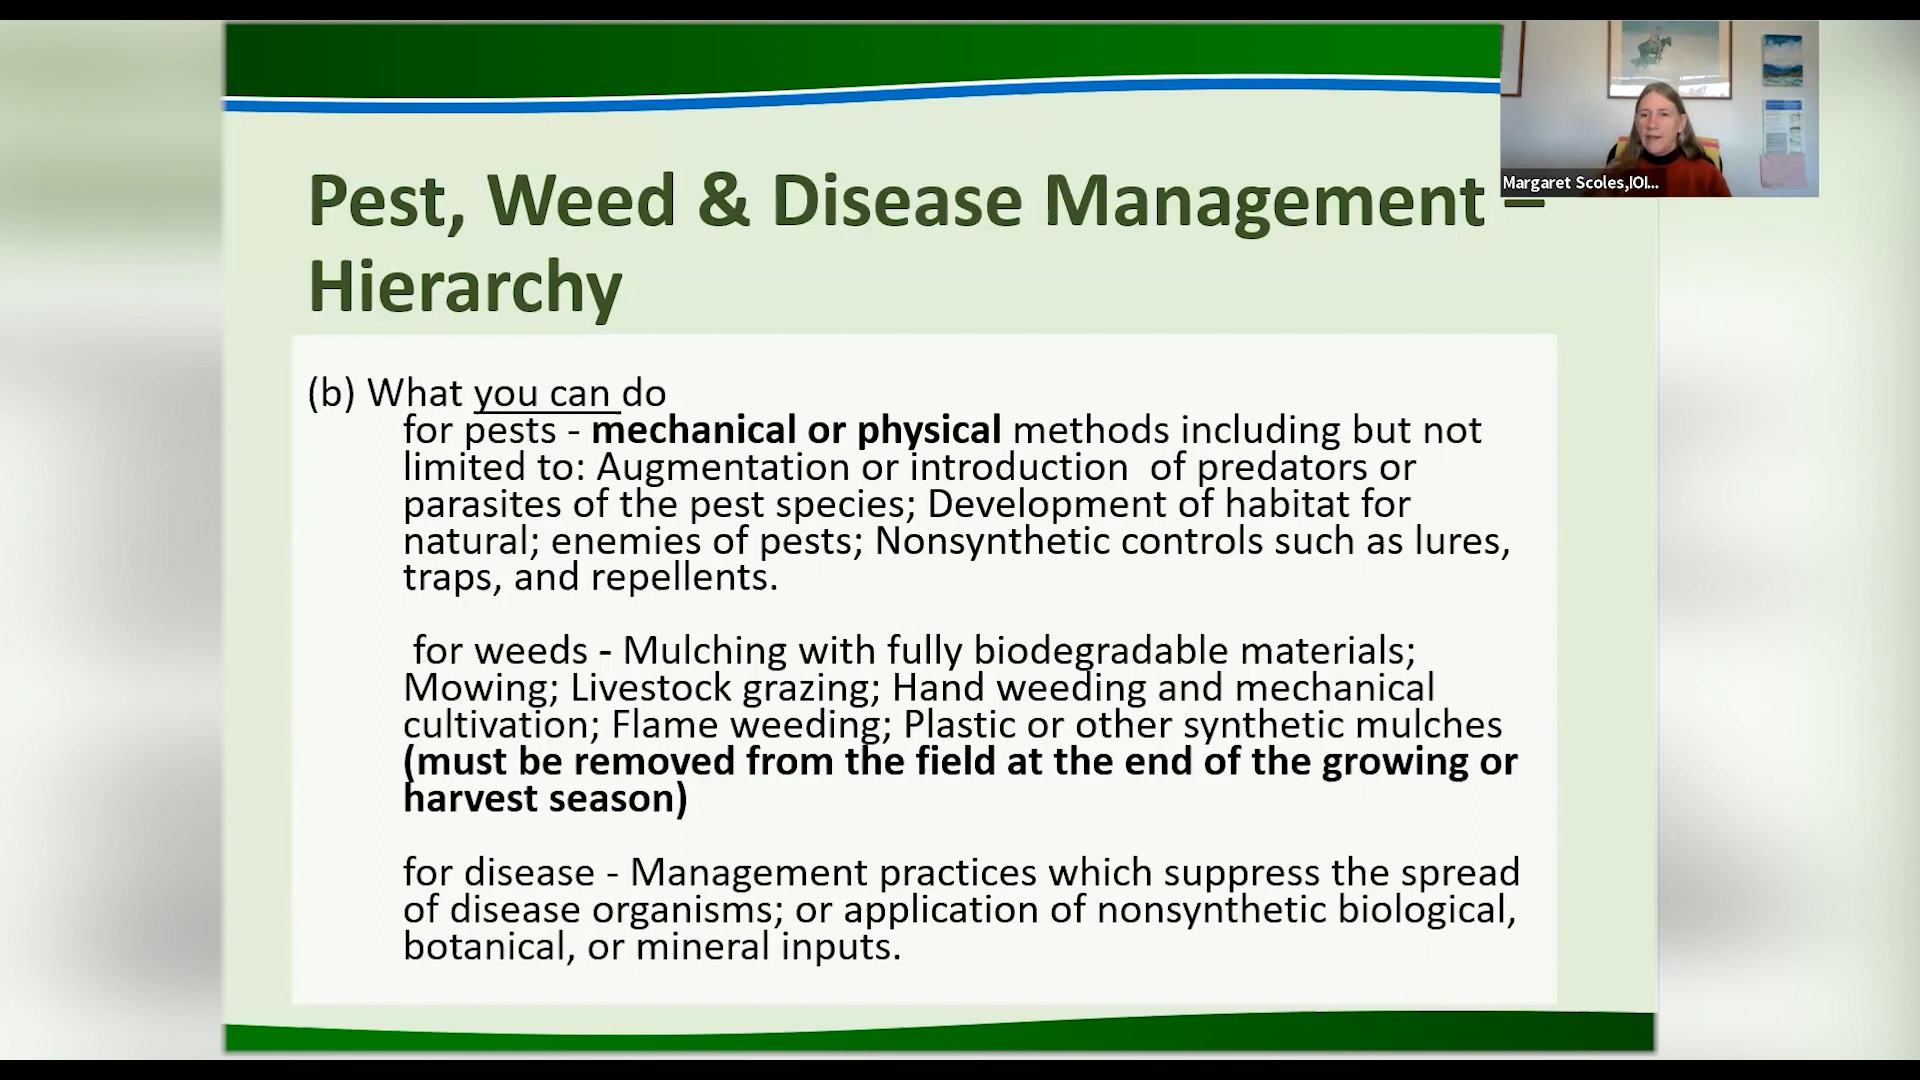 Pest, Weed & Disease Management –
Hierarchy
Margaret Scoles,IOI...
(b) What you can do
for pests - mechanical or physical methods including but not
limited to: Augmentation or introduction of predators or
parasites of the pest species; Development of habitat for
natural; enemies of pests; Nonsynthetic controls such as lures,
traps, and repellents.
for weeds - Mulching with fully biodegradable materials;
Mowing; Livestock grazing; Hand weeding and mechanical
cultivation; Flame weeding; Plastic or other synthetic mulches
(must be removed from the field at the end of the growing or
harvest season)
for disease - Management practices which suppress the spread
of disease organisms; or application of nonsynthetic biological,
botanical, or mineral inputs.